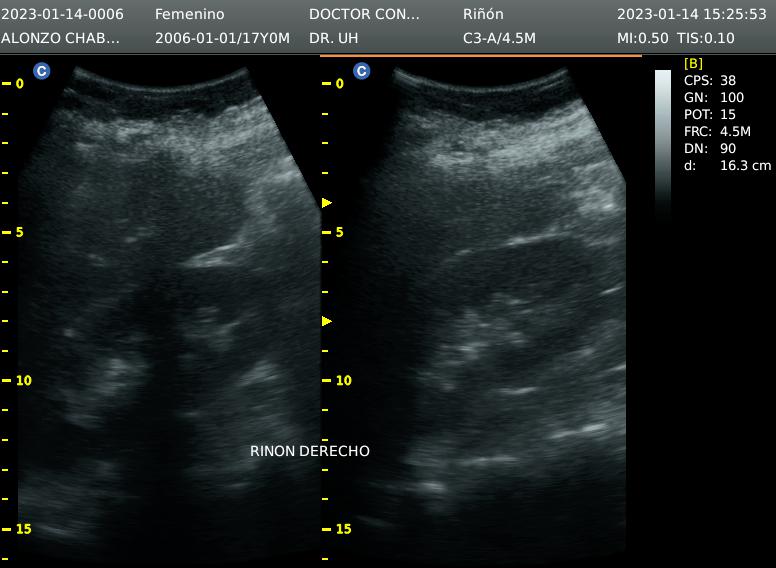 2023-01-14-0006 Femenino DOCTOR CON... Riñón 2023-01-14 15:25:53
ALONZO CHAB... 2006-01-01/17Y0M DR. UH C3-A/4.5M MI:0.50 TIS:0.10
C C
[B]
CPS: 38
GN: 100
POT: 15
FRC: 4.5M
DN: 90
d: 16.3 cm
0 0
5 5
10 10
RINON DERECHO
15 15